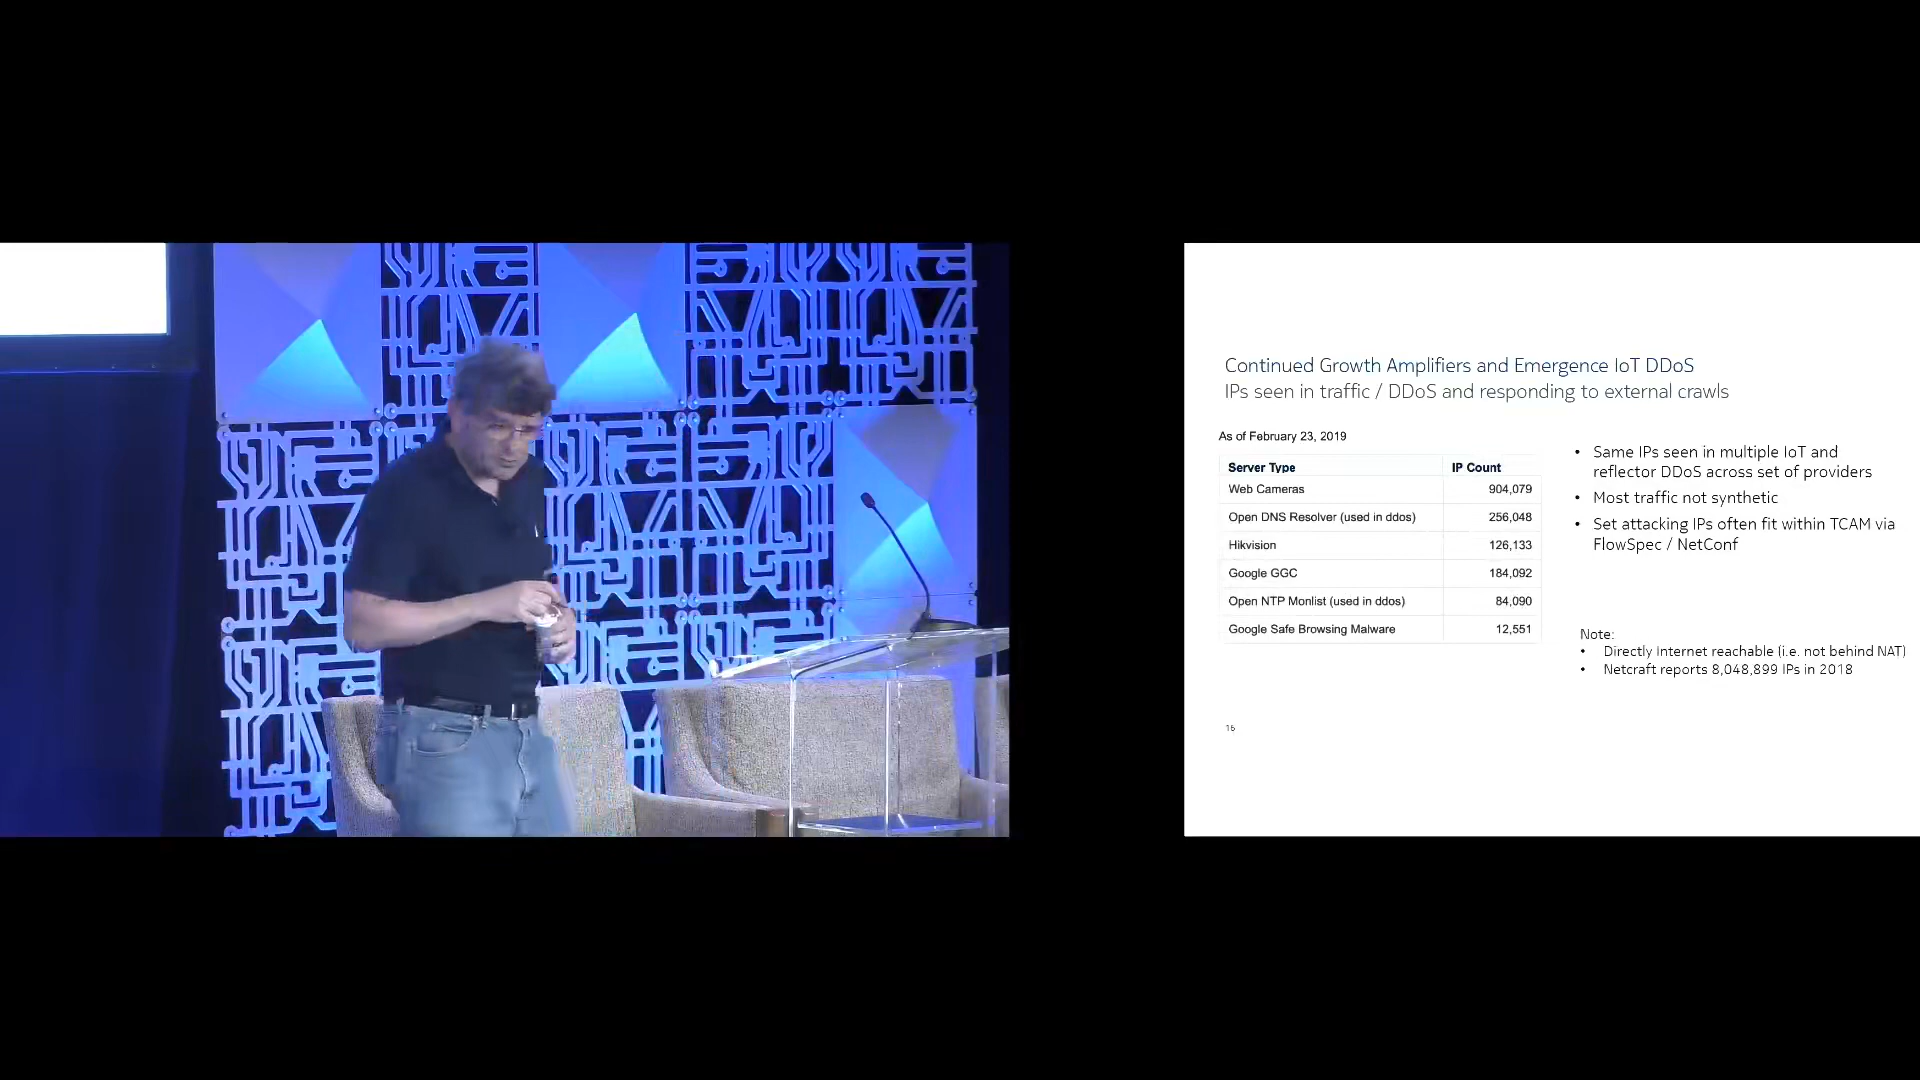 Continued Growth Amplifiers and Emergence IoT DDoS
IPs seen in traffic / DDoS and responding to external crawls
As of February 23, 2019
Server Type IP Count
Web Cameras 904,079
Open DNS Resolver (used in ddos) 256,048
Hikvision 126,133
Google GGC 184,092
Open NTP Monlist (used in ddos) 84,090
Google Safe Browsing Malware 12,551
• Same IPs seen in multiple IoT and
reflector DDoS across set of providers
• Most traffic not synthetic
• Set attacking IPs often fit within TCAM via
FlowSpec / NetConf
Note:
• Directly Internet reachable (i.e. not behind NAT)
• Netcraft reports 8,048,899 IPs in 2018
16